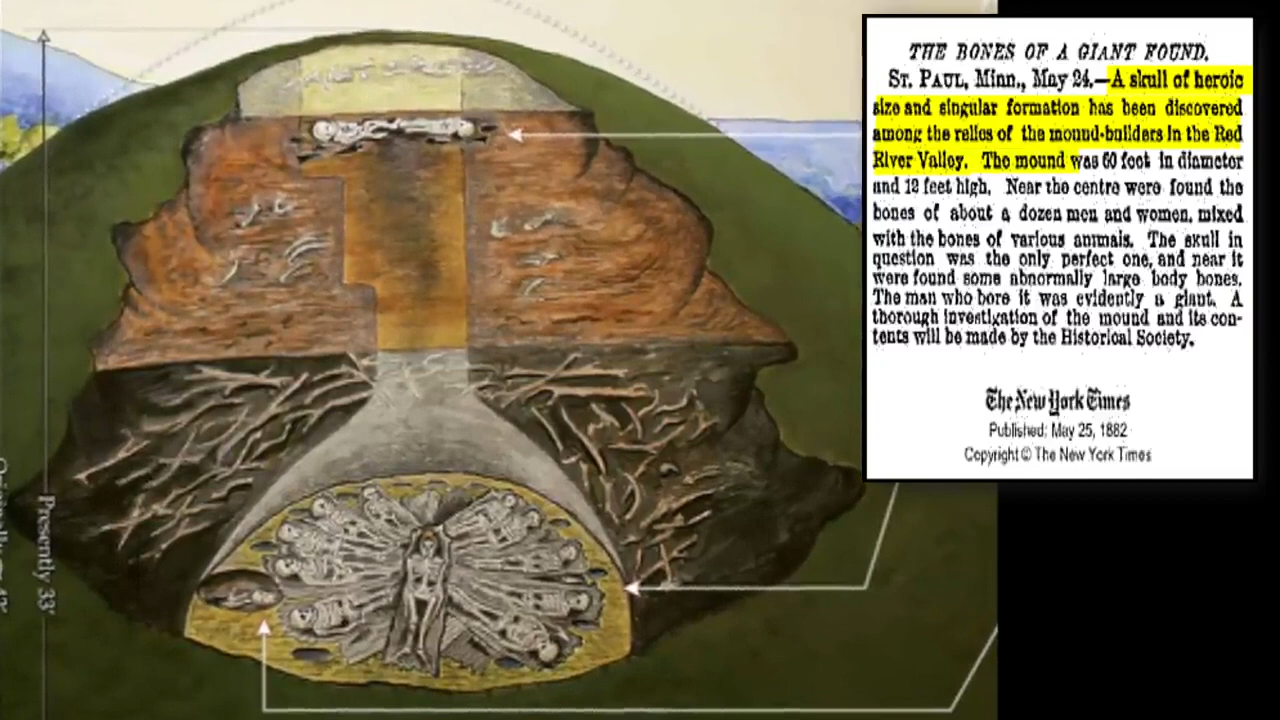 THE BONES OF A GIANT FOUND.
ST. PAUL, Minn., May 24.—A skull of heroic
size and singular formation has been discovered
among the relics of the mound-builders in the Red
River Valley. The mound was 60 feet in diameter
and 12 feet high. Near the centre were found the
bones of about a dozen men and women, mixed
with the bones of various animals. The skull in
question was the only perfect one, and near it
were found some abnormally large body bones.
The man who bore it was evidently a giant. A
thorough investigation of the mound and its con-
tents will be made by the Historical Society.
The New York Times
Published: May 25, 1882
Copyright © The New York Times
Presently 33'